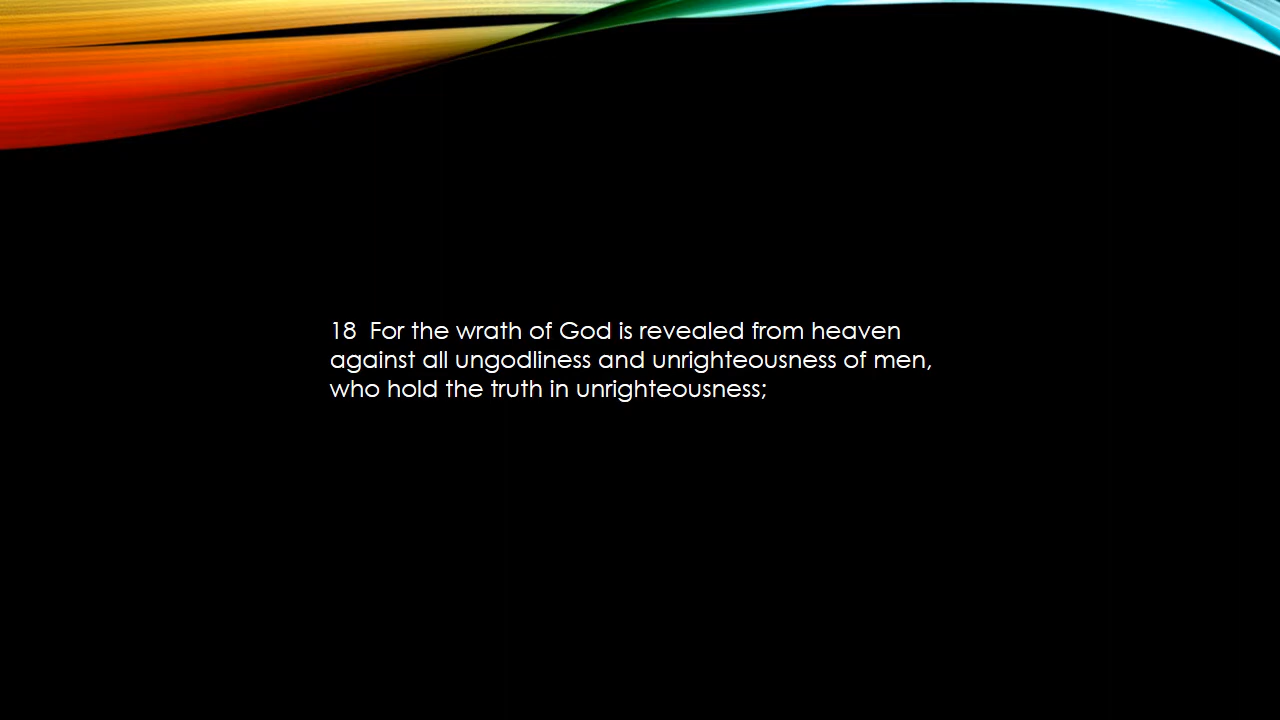 18  For the wrath of God is revealed from heaven
against all ungodliness and unrighteousness of men,
who hold the truth in unrighteousness;